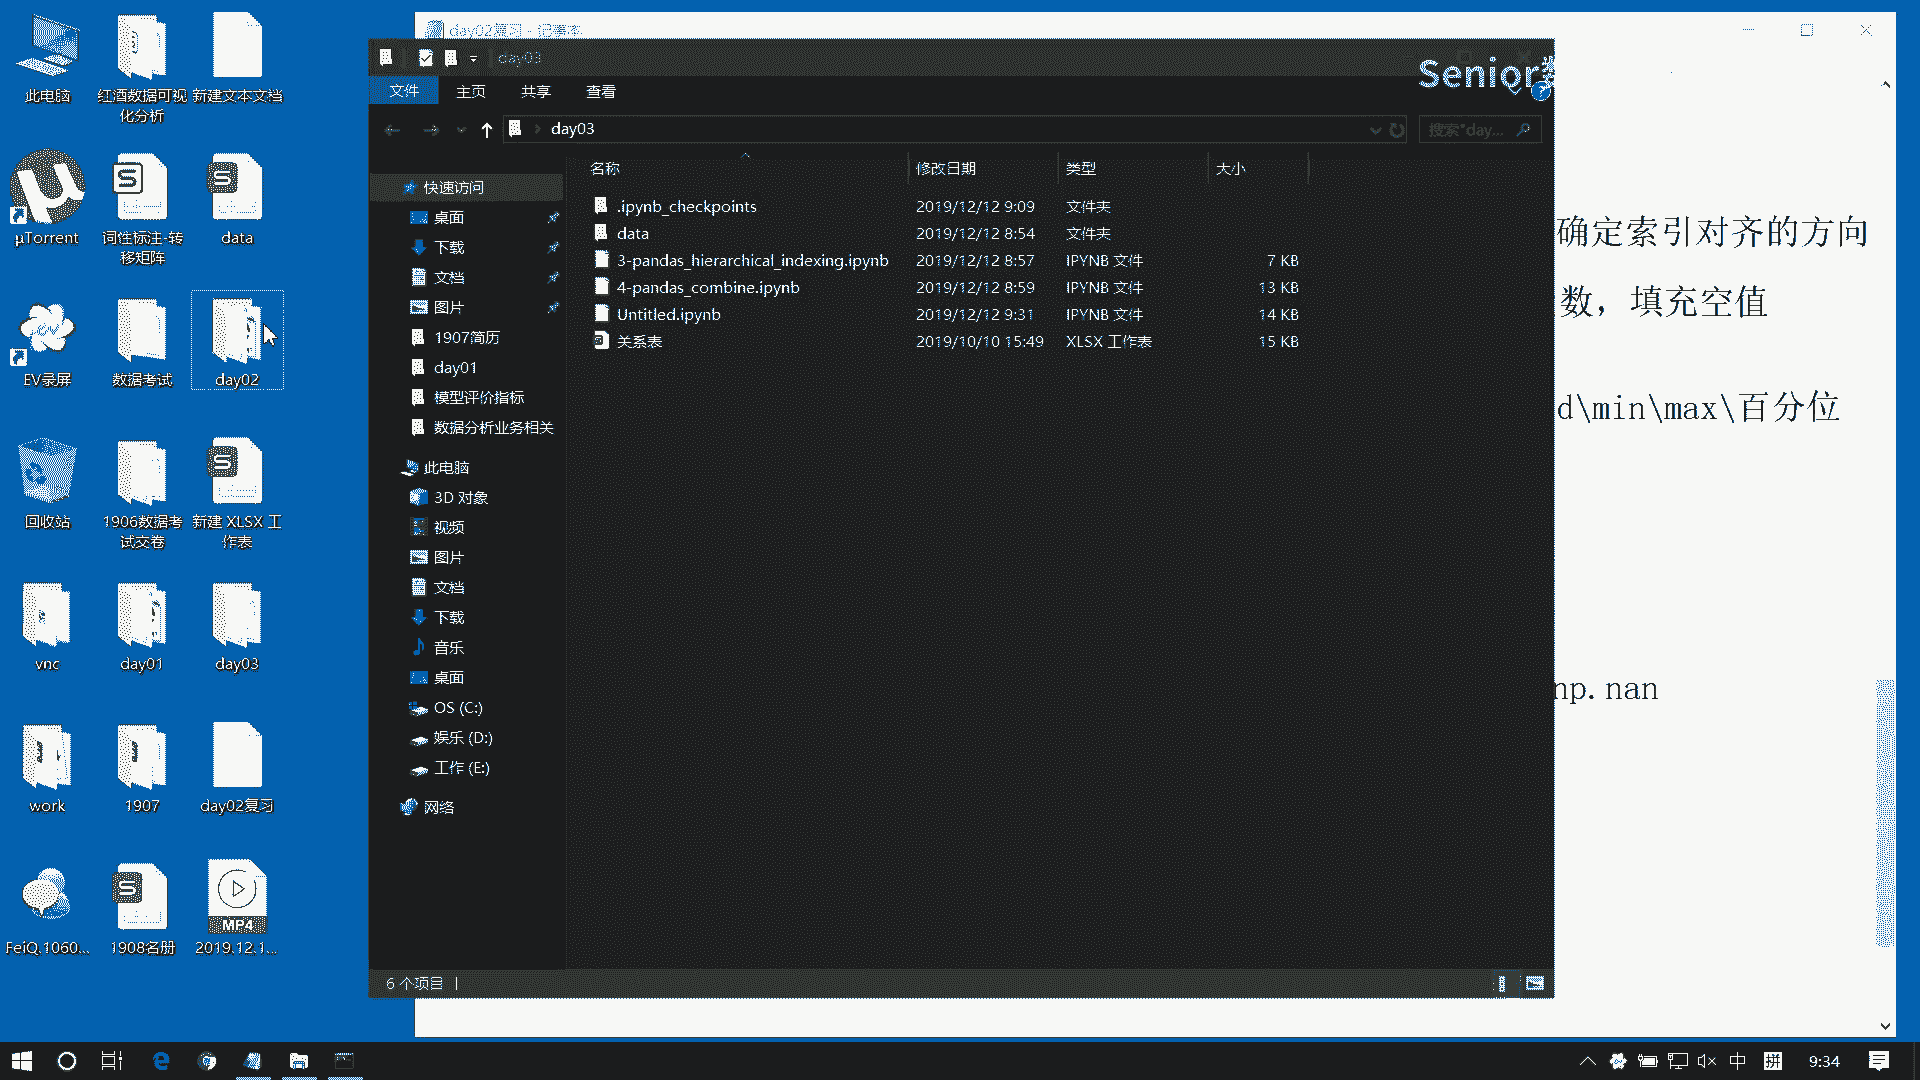 此电脑
红酒数据可视化分析
新建文本文档
μTorrent
词性标注-转移矩阵
data
EV录屏
数据考试
day02
回收站
1906数据考试交卷
新建 XLSX 工作表
vnc
day01
day03
work
1907
day02复习
FeiQ.1060...
1908名册
MP4
2019.12.1...
day02复习 - 记事本
day03
Senior
文件 主页 共享 查看
day03
搜索"day...
名称 修改日期 类型 大小
.ipynb_checkpoints 2019/12/12 9:09 文件夹
data 2019/12/12 8:54 文件夹
3-pandas_hierarchical_indexing.ipynb 2019/12/12 8:57 IPYNB 文件 7 KB
4-pandas_combine.ipynb 2019/12/12 8:59 IPYNB 文件 13 KB
Untitled.ipynb 2019/12/12 9:31 IPYNB 文件 14 KB
关系表 2019/10/10 15:49 XLSX 工作表 15 KB
快速访问
桌面
下载
文档
图片
1907简历
day01
模型评价指标
数据分析业务相关
此电脑
3D 对象
视频
图片
文档
下载
音乐
桌面
OS (C:)
娱乐 (D:)
工作 (E:)
网络
6 个项目
确定索引对齐的方向
数，填充空值
d\min\max\百分位
np.nan
中 拼 9:34